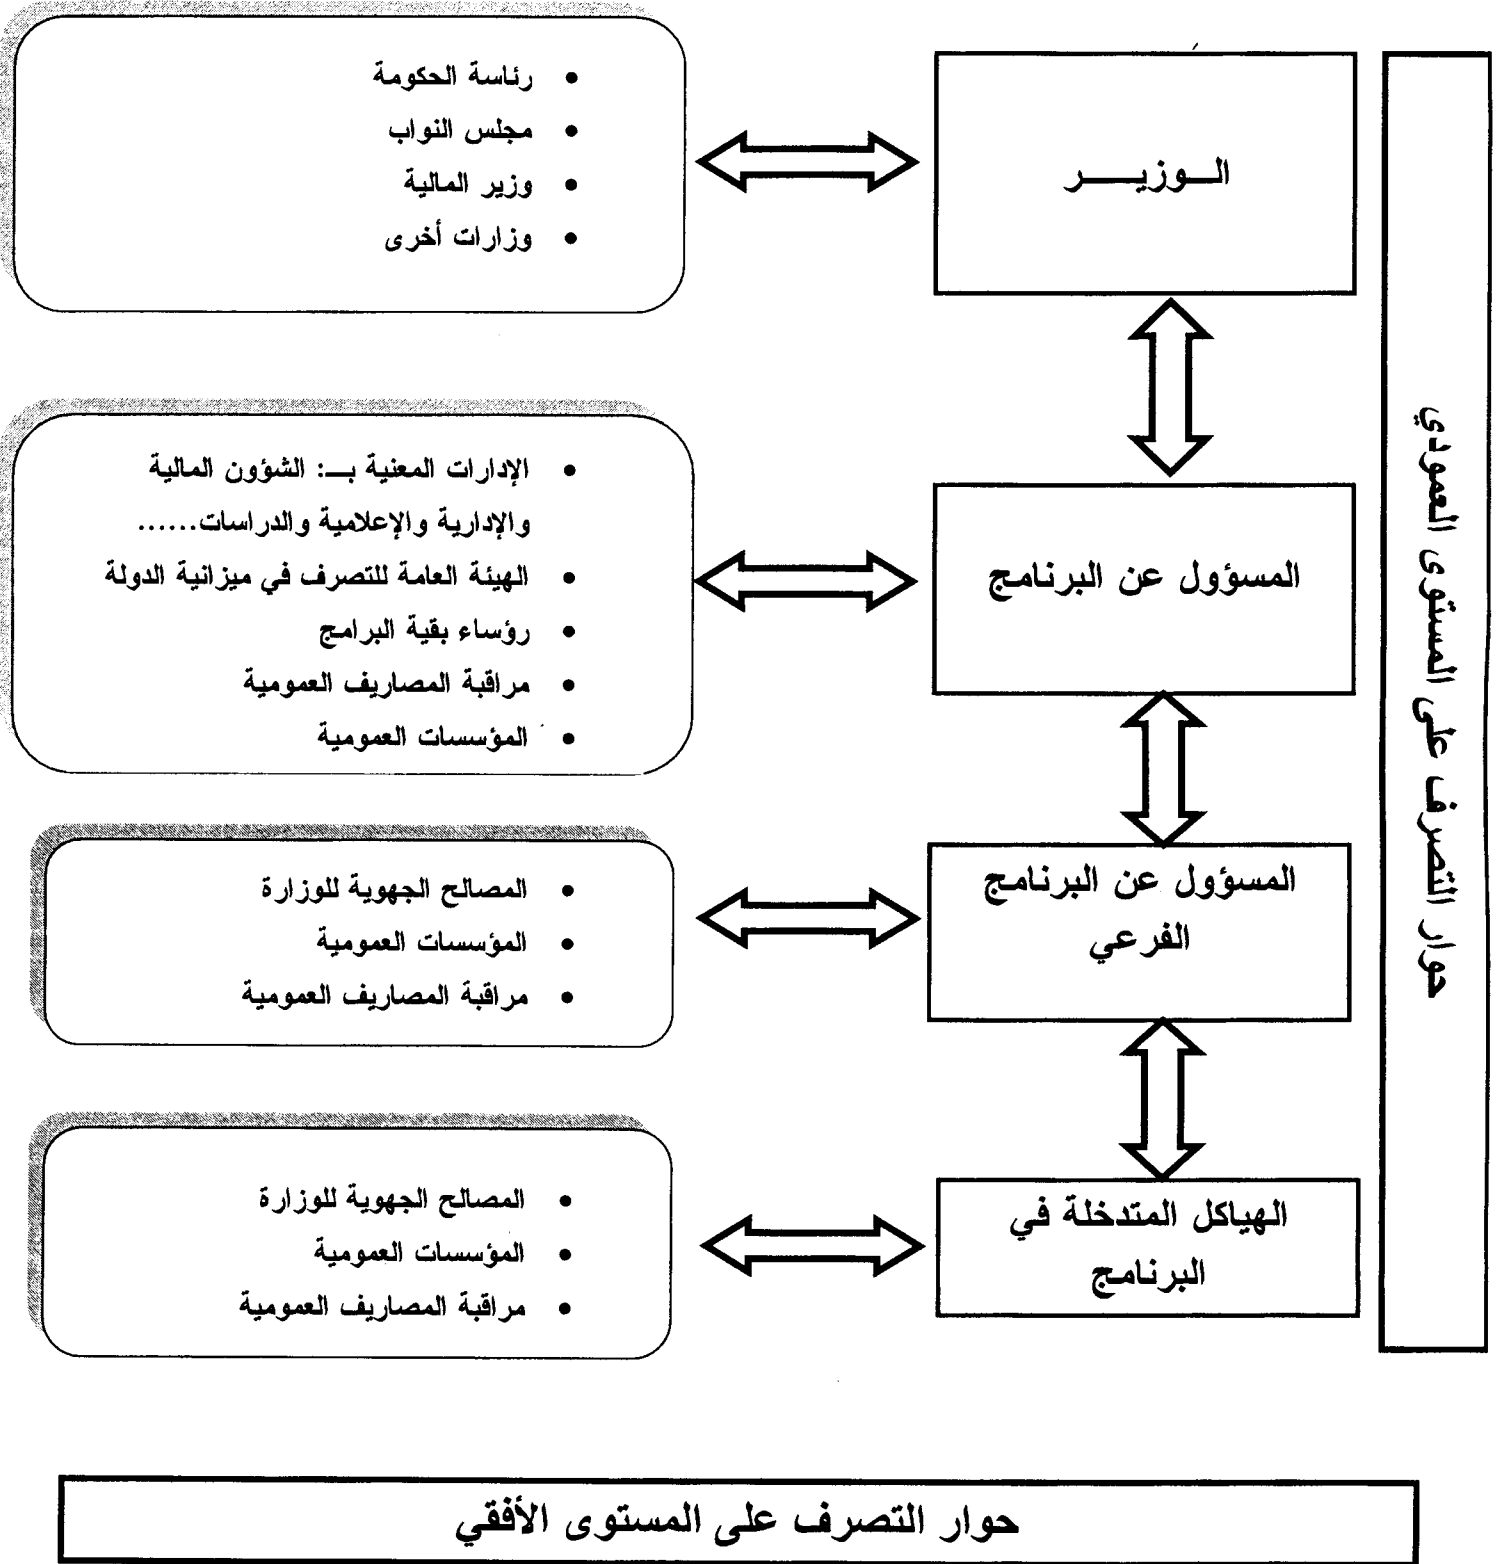 الـــوزيـــــر
• رئاسة الحكومة
• مجلس النواب
• وزير المالية
• وزارات أخرى
المسؤول عن البرنامج
• الإدارات المعنية بـــ: الشؤون المالية
والإدارية والإعلامية والدراسات......
• الهيئة العامة للتصرف في ميزانية الدولة
• رؤساء بقية البرامج
• مراقبة المصاريف العمومية
• المؤسسات العمومية
المسؤول عن البرنامج
الفرعي
• المصالح الجهوية للوزارة
• المؤسسات العمومية
• مراقبة المصاريف العمومية
الهياكل المتدخلة في
البرنامج
• المصالح الجهوية للوزارة
• المؤسسات العمومية
• مراقبة المصاريف العمومية
حوار التصرف على المستوى العمودي
حوار التصرف على المستوى الأفقي